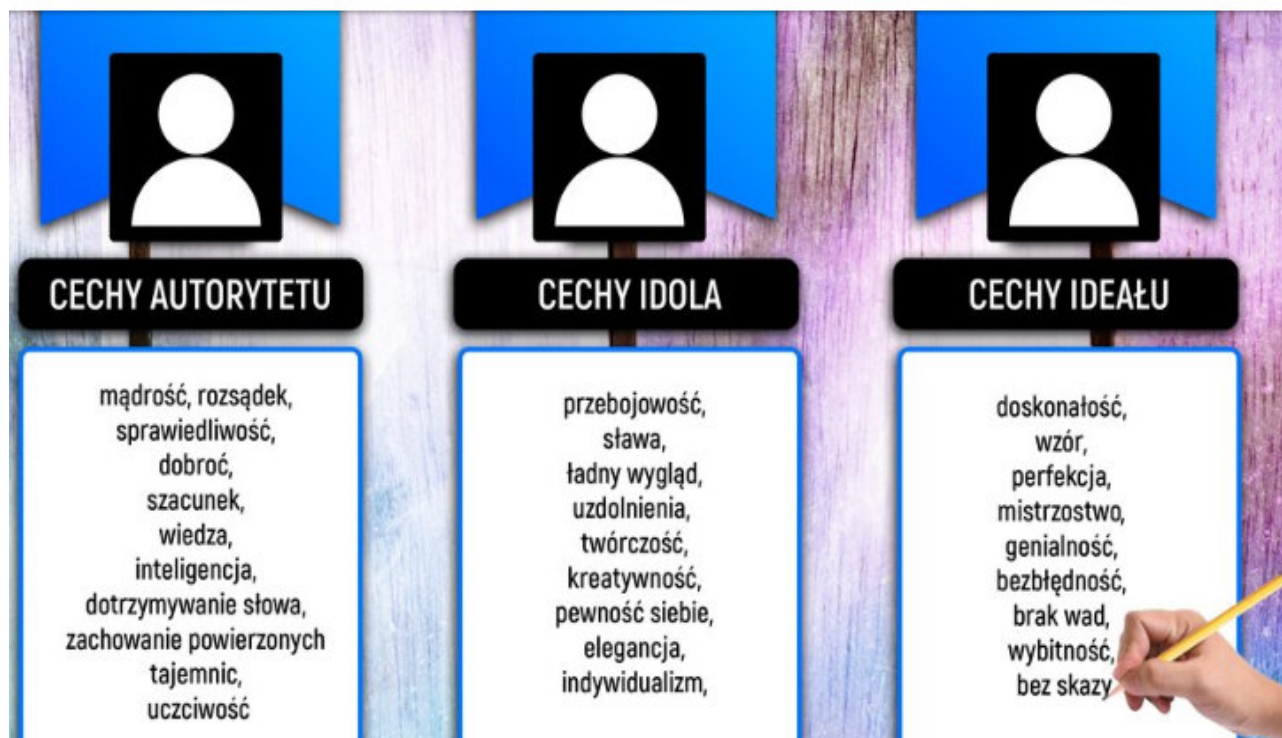 CECHY AUTORYTETU
mądrość, rozsądek,
sprawiedliwość,
dobroć,
szacunek,
wiedza,
inteligencja,
dotrzymywanie słowa,
zachowanie powierzonych
tajemnic,
uczciwość
CECHY IDOLA
przebojowość,
sława,
ładny wygląd,
uzdolnienia,
twórczość,
kreatywność,
pewność siebie,
elegancja,
indywidualizm,
CECHY IDEAŁU
doskonałość,
wzór,
perfekcja,
mistrzostwo,
genialność,
bezbłędność,
brak wad,
wybitność,
bez skazy